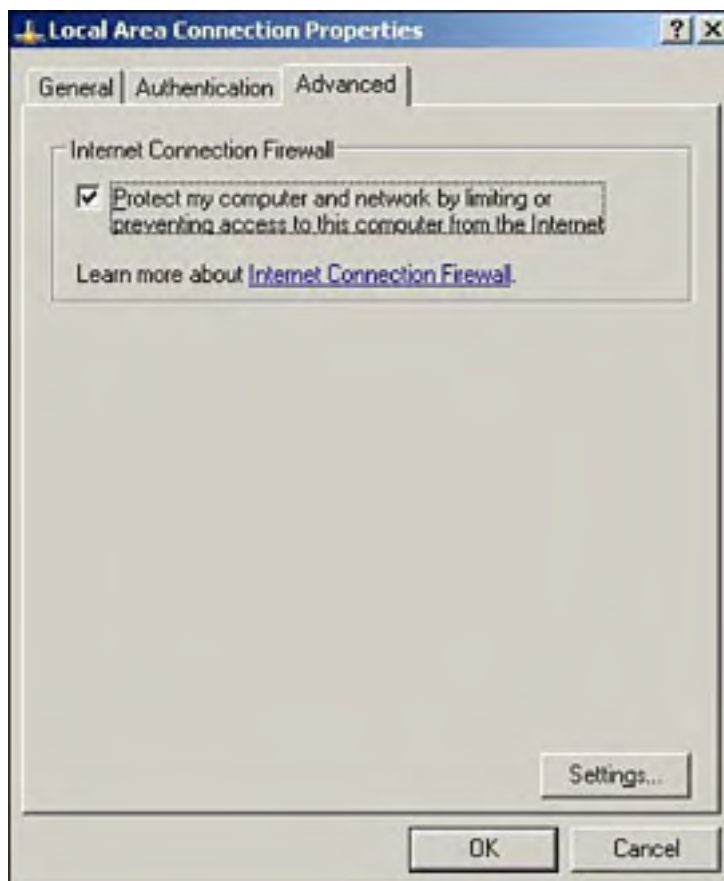 Local Area Connection Properties
General Authentication Advanced
Internet Connection Firewall
Protect my computer and network by limiting or
preventing access to this computer from the Internet
Learn more about Internet Connection Firewall.
Settings...
OK Cancel